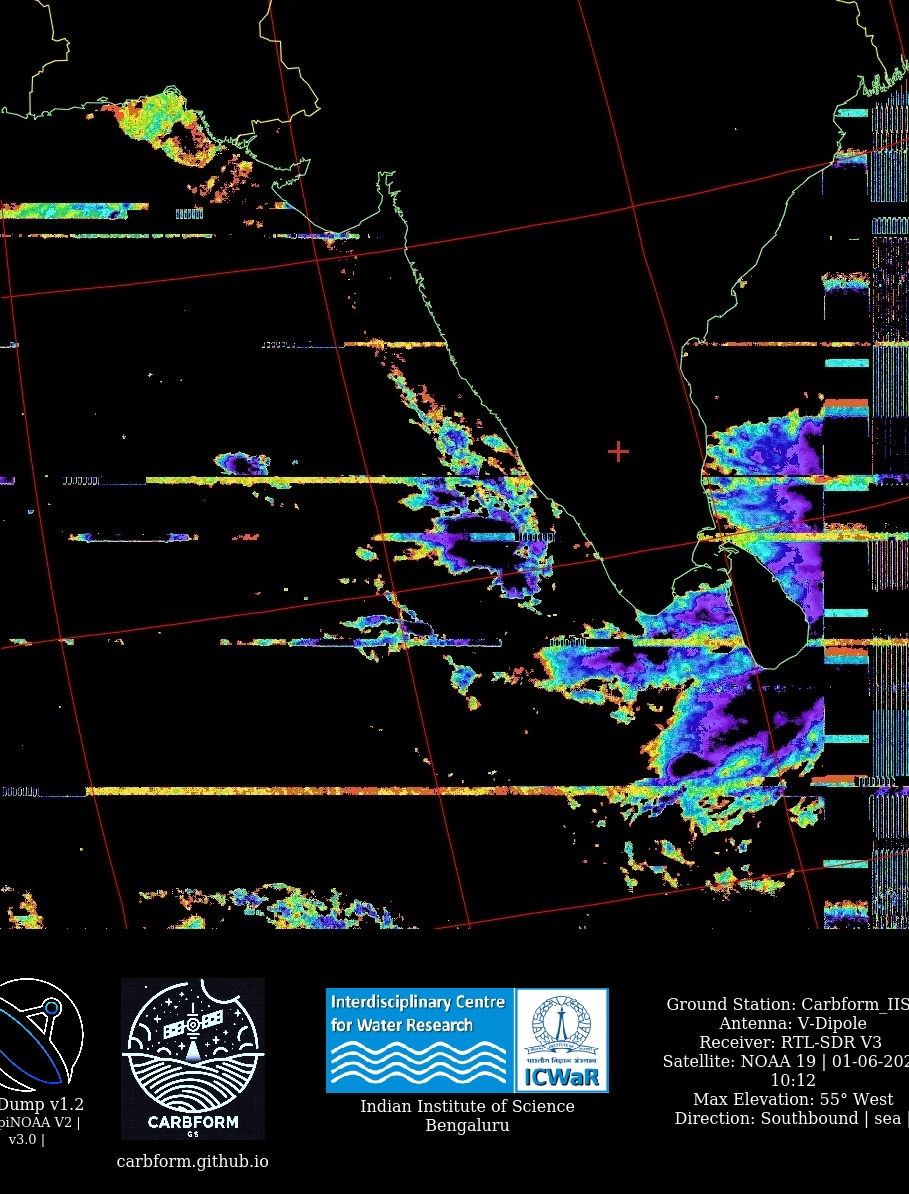 Dump v1.2
piNOAA V2 |
v3.0 |
CARBFORM
GS
carbform.github.io
Interdisciplinary Centre
for Water Research
ICWaR
Indian Institute of Science
Bengaluru
Ground Station: Carbform_IIS
Antenna: V-Dipole
Receiver: RTL-SDR V3
Satellite: NOAA 19 | 01-06-202
10:12
Max Elevation: 55° West
Direction: Southbound | sea |